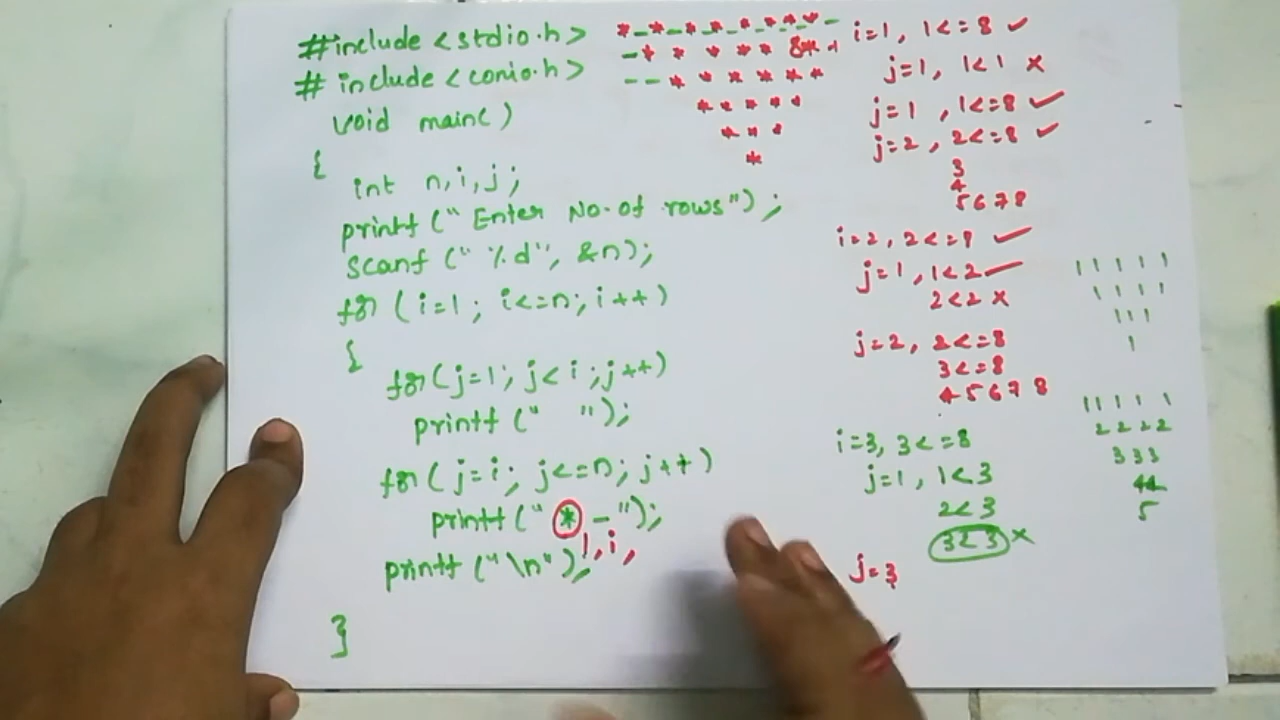 #include <stdio.h>
# include <conio.h>
void main()
{
int n,i,j;
printf ("Enter No.of rows");
scanf ("%d", &n);
for (i=1; i<=n; i++)
{
for(j=1; j<i; j++)
printf (" ");
for(j=i; j<=n; j++)
printf (" * _ ");
1, i,
printf ("\n");
}
*_*_*_*_*_*_*_*_
_* * * * * 8*
_ _ * * * * * *
* * * * *
* * *
*
i=1, 1<=8 ✓
j=1, 1<1 x
j=1, 1<=8 ✓
j=2, 2<=8 ✓
3
4
5 6 7 8
i=2, 2<=8 ✓
j=1, 1<2 ✓
2<2 x
j=2, 2<=8
3<=8
4 5 6 7 8
i=3, 3<=8
j=1, 1<3
2<3
3<3 x
j=3
1 1 1 1 1
1 1 1 1
1 1 1
1
1 1 1 1 1
2 2 2 2
3 3 3
4 4
5